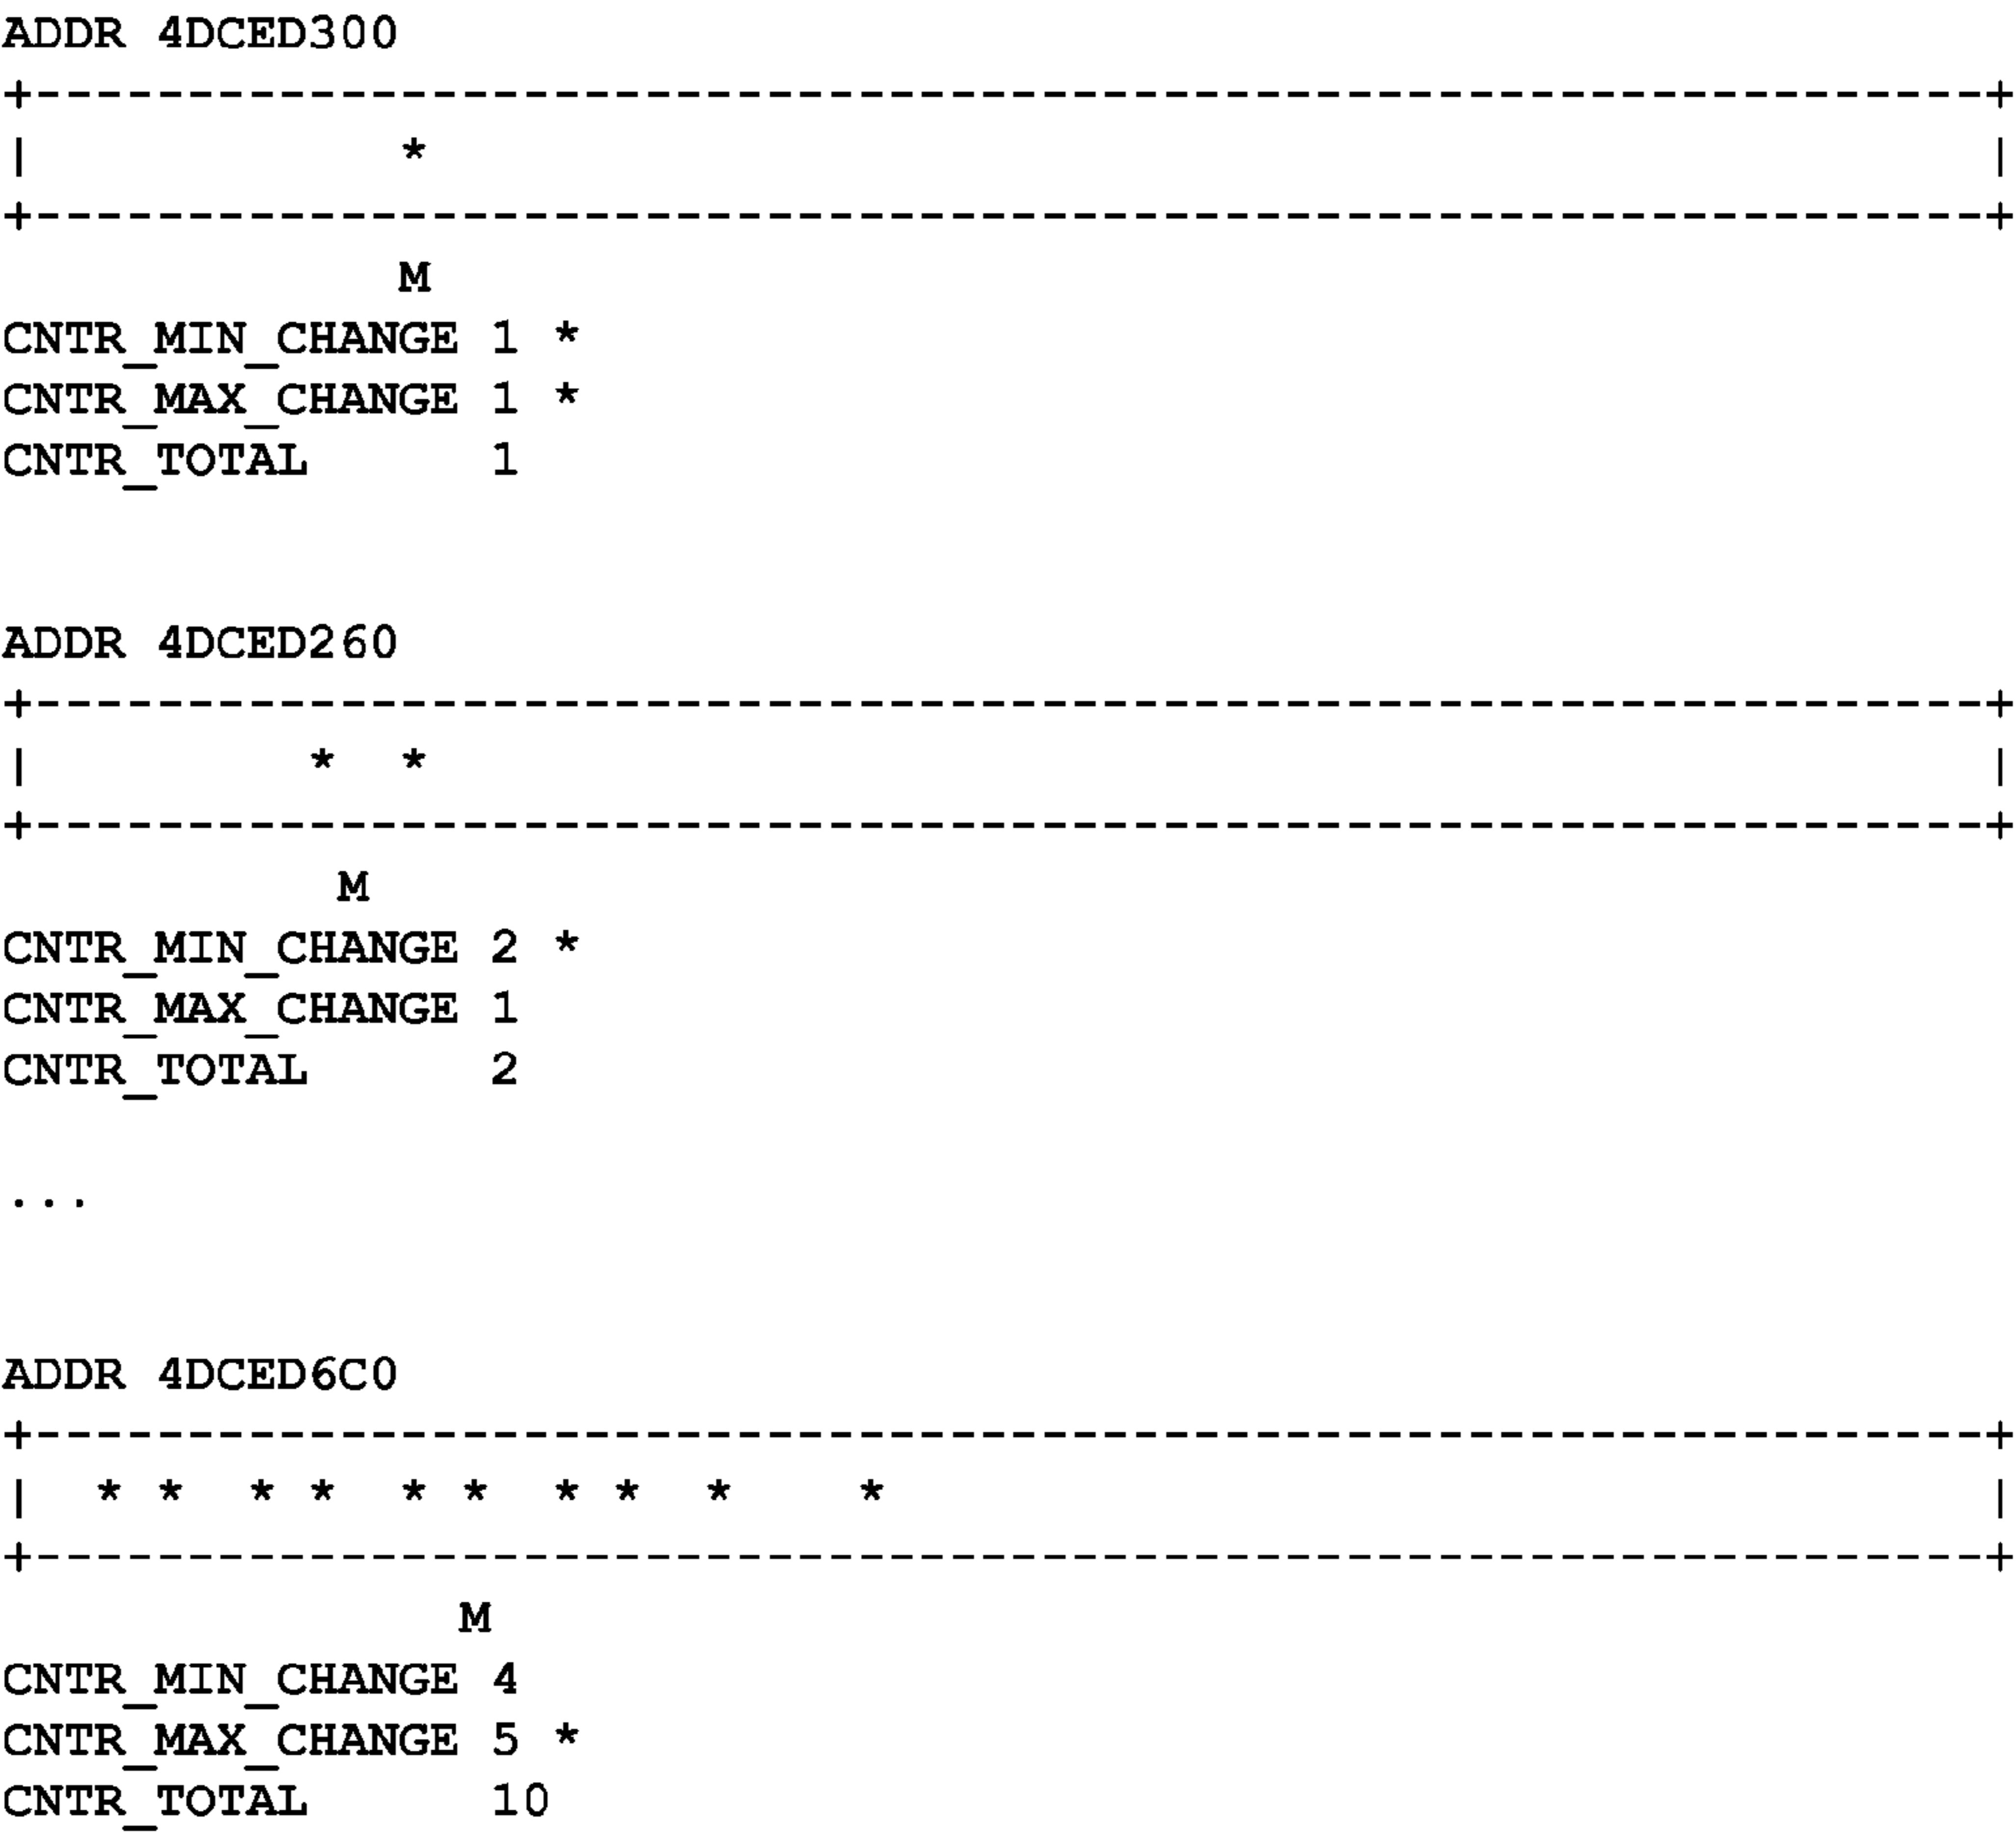 ADDR 4DCED300
+----------------------------------------------------------------+
|            *                                                   |
+----------------------------------------------------------------+
             M
CNTR_MIN_CHANGE 1 *
CNTR_MAX_CHANGE 1 *
CNTR_TOTAL      1
ADDR 4DCED260
+----------------------------------------------------------------+
|         *  *                                                   |
+----------------------------------------------------------------+
           M
CNTR_MIN_CHANGE 2 *
CNTR_MAX_CHANGE 1
CNTR_TOTAL      2
...
ADDR 4DCED6C0
+----------------------------------------------------------------+
|  * *  * *  * *  * *  *    *                                    |
+----------------------------------------------------------------+
               M
CNTR_MIN_CHANGE 4
CNTR_MAX_CHANGE 5 *
CNTR_TOTAL      10